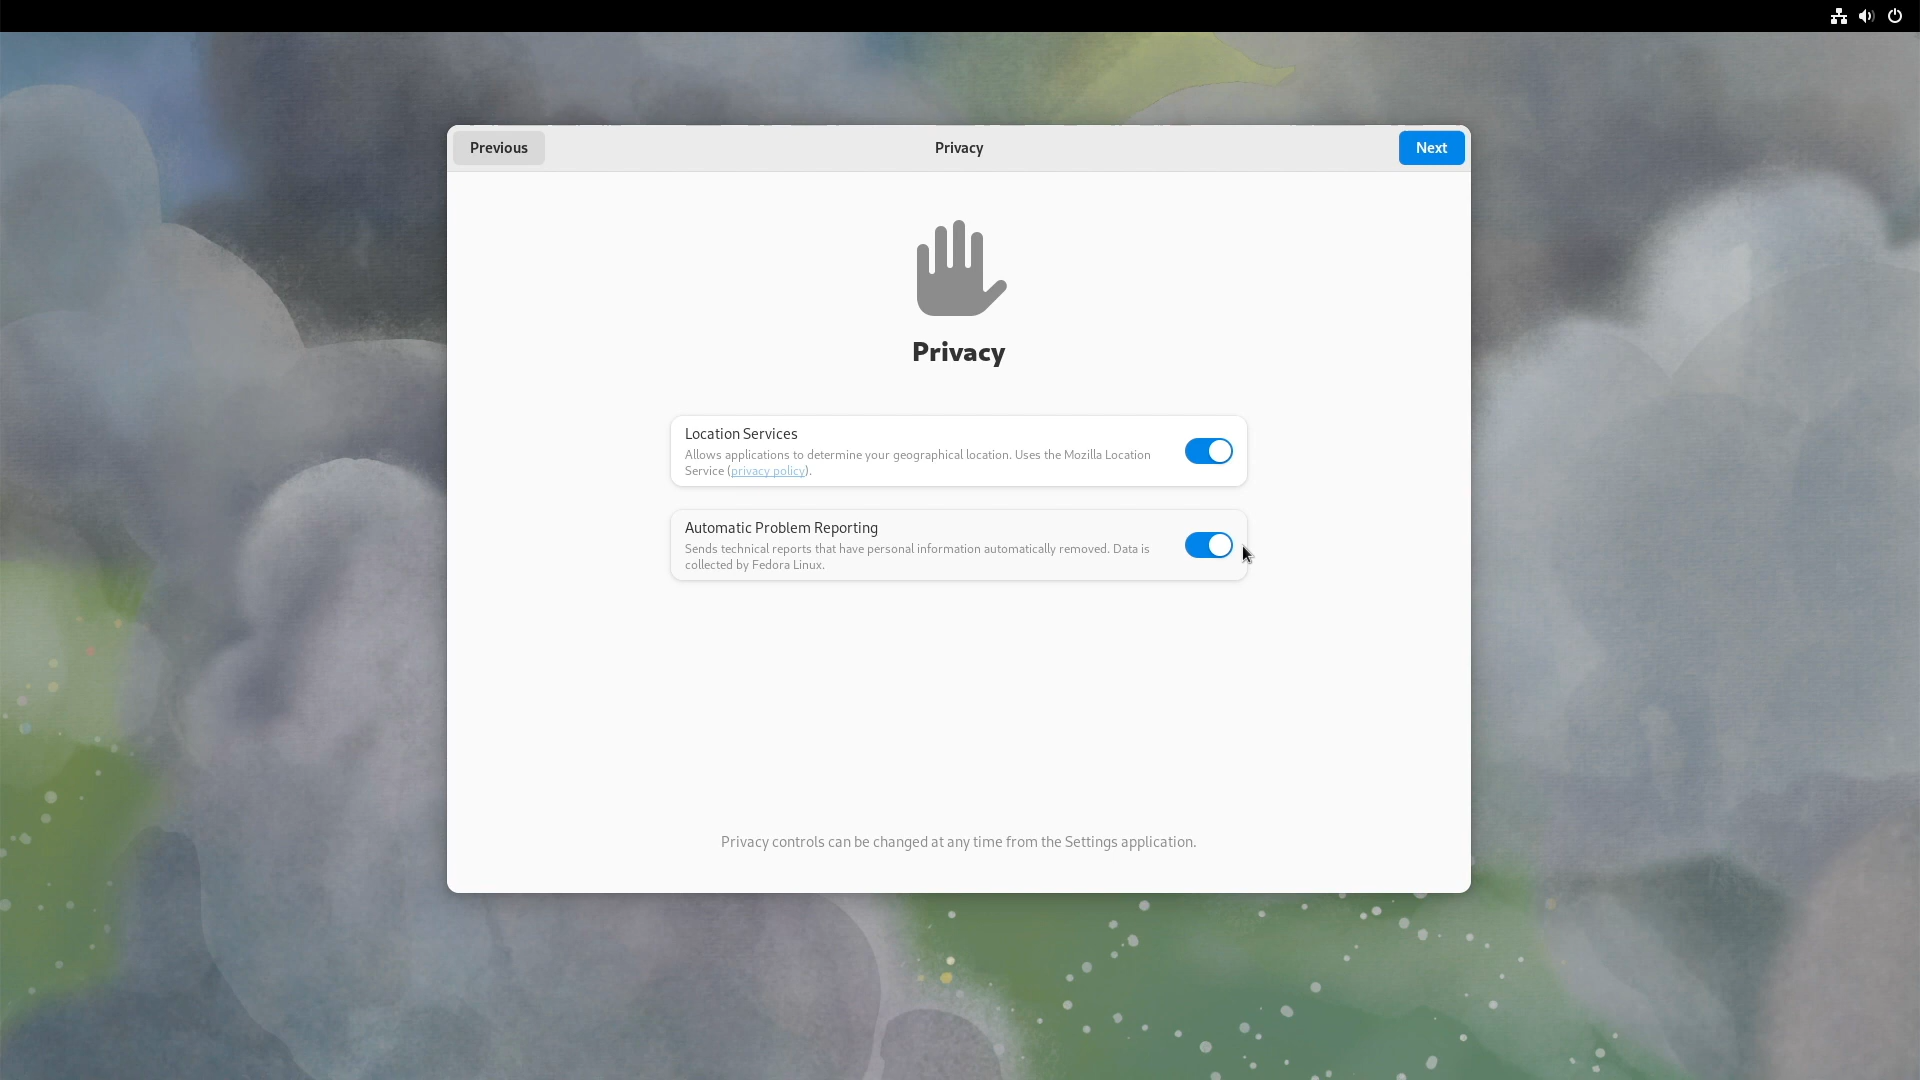 Previous
Privacy
Next
Privacy
Location Services
Allows applications to determine your geographical location. Uses the Mozilla Location
Service (privacy policy).
Automatic Problem Reporting
Sends technical reports that have personal information automatically removed. Data is
collected by Fedora Linux.
Privacy controls can be changed at any time from the Settings application.